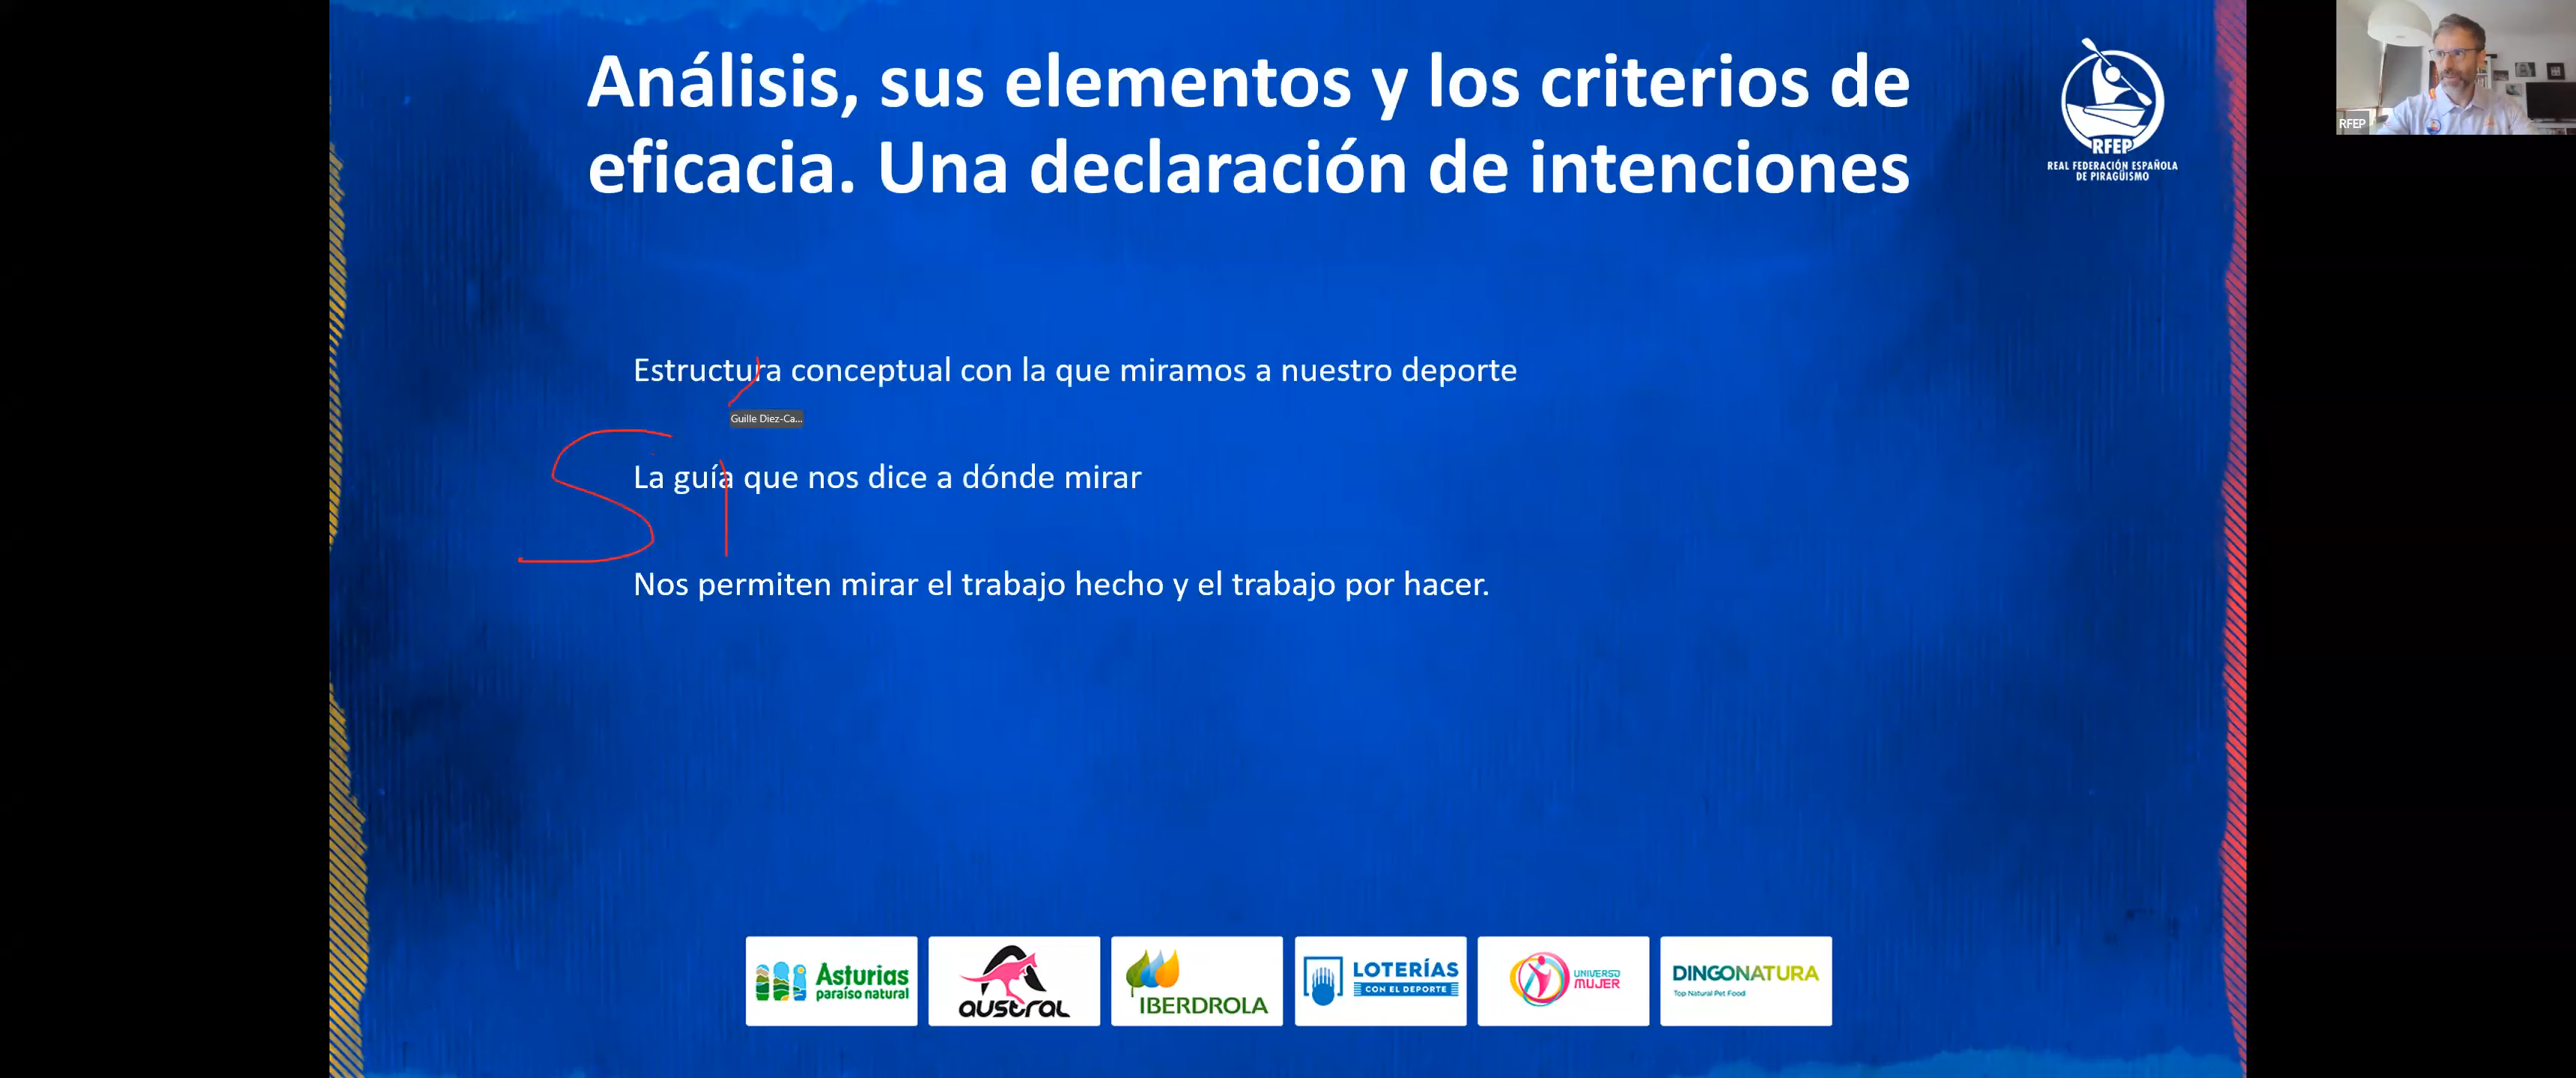 Análisis, sus elementos y los criterios de
eficacia. Una declaración de intenciones
RFEP
REAL FEDERACIÓN ESPAÑOLA
DE PIRAGÜISMO
RFEP
Estructura conceptual con la que miramos a nuestro deporte
Guille Diez-Ca...
SÍ
La guía que nos dice a dónde mirar
Nos permiten mirar el trabajo hecho y el trabajo por hacer.
Asturias
paraíso natural
austral
IBERDROLA
LOTERÍAS
CON EL DEPORTE
UNIVERSO
MUJER
DINGONATURA
Top Natural Pet Food